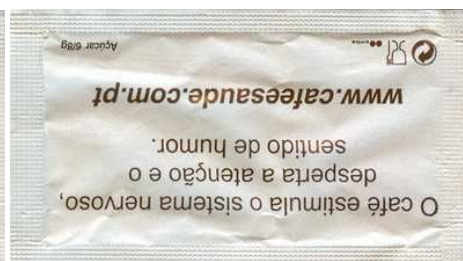 O café estimula o sistema nervoso,
desperta a atenção e o
sentido de humor.
www.cafeesaude.com.pt
Açúcar 6/8g